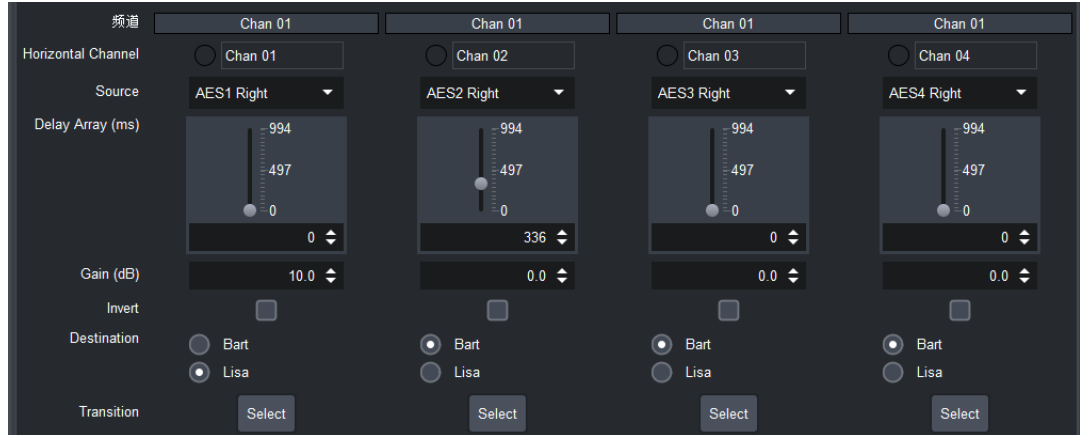 频道 Chan 01 Chan 01 Chan 01 Chan 01
Horizontal Channel Chan 01 Chan 02 Chan 03 Chan 04
Source AES1 Right AES2 Right AES3 Right AES4 Right
Delay Array (ms) 994 994 994 994
497 497 497 497
0 0 0 0
0 336 0 0
Gain (dB) 10.0 0.0 0.0 0.0
Invert
Destination Bart Bart Bart Bart
Lisa Lisa Lisa Lisa
Transition Select Select Select Select